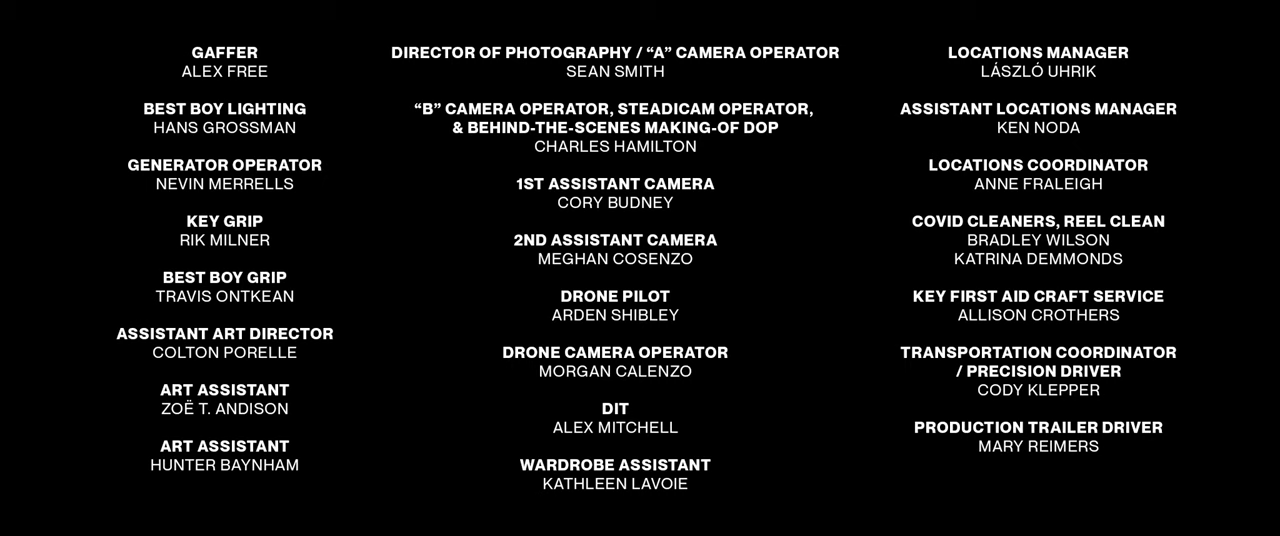 GAFFER
ALEX FREE
BEST BOY LIGHTING
HANS GROSSMAN
GENERATOR OPERATOR
NEVIN MERRELLS
KEY GRIP
RIK MILNER
BEST BOY GRIP
TRAVIS ONTKEAN
ASSISTANT ART DIRECTOR
COLTON PORELLE
ART ASSISTANT
ZOË T. ANDISON
ART ASSISTANT
HUNTER BAYNHAM
DIRECTOR OF PHOTOGRAPHY / “A” CAMERA OPERATOR
SEAN SMITH
“B” CAMERA OPERATOR, STEADICAM OPERATOR,
& BEHIND-THE-SCENES MAKING-OF DOP
CHARLES HAMILTON
1ST ASSISTANT CAMERA
CORY BUDNEY
2ND ASSISTANT CAMERA
MEGHAN COSENZO
DRONE PILOT
ARDEN SHIBLEY
DRONE CAMERA OPERATOR
MORGAN CALENZO
DIT
ALEX MITCHELL
WARDROBE ASSISTANT
KATHLEEN LAVOIE
LOCATIONS MANAGER
LÁSZLÓ UHRIK
ASSISTANT LOCATIONS MANAGER
KEN NODA
LOCATIONS COORDINATOR
ANNE FRALEIGH
COVID CLEANERS, REEL CLEAN
BRADLEY WILSON
KATRINA DEMMONDS
KEY FIRST AID CRAFT SERVICE
ALLISON CROTHERS
TRANSPORTATION COORDINATOR
/ PRECISION DRIVER
CODY KLEPPER
PRODUCTION TRAILER DRIVER
MARY REIMERS